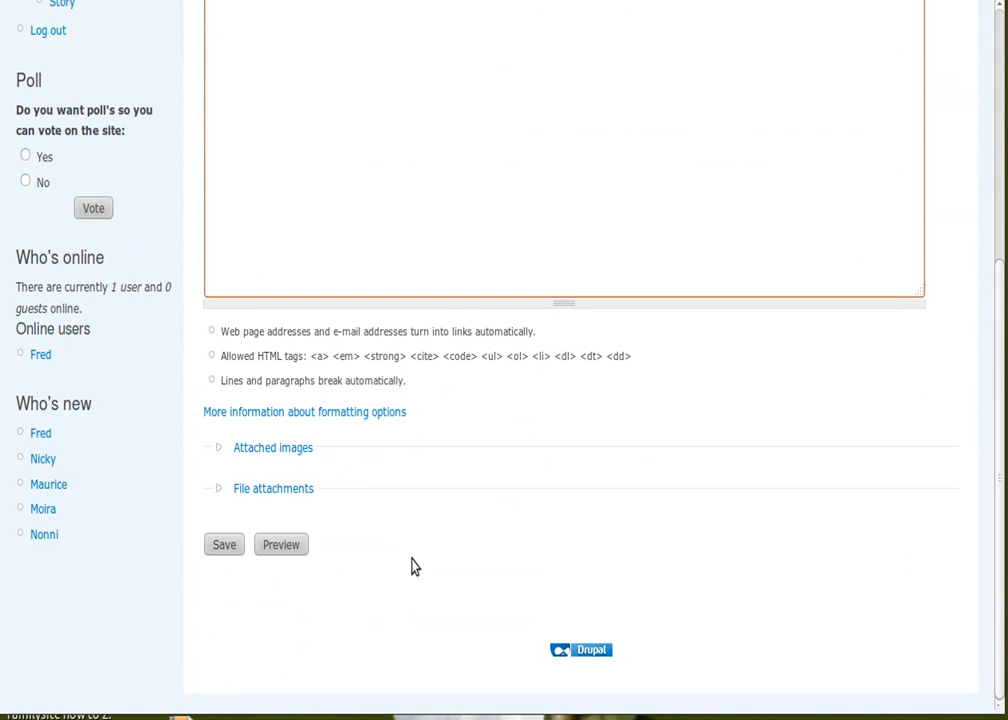 Story
Log out
Poll
Do you want poll's so you
can vote on the site:
Yes
No
Vote
Who's online
There are currently 1 user and 0
guests online.
Online users
Fred
Who's new
Fred
Nicky
Maurice
Moira
Nonni
Web page addresses and e-mail addresses turn into links automatically.
Allowed HTML tags: <a> <em> <strong> <cite> <code> <ul> <ol> <li> <dl> <dt> <dd>
Lines and paragraphs break automatically.
More information about formatting options
Attached images
File attachments
Save Preview
Drupal